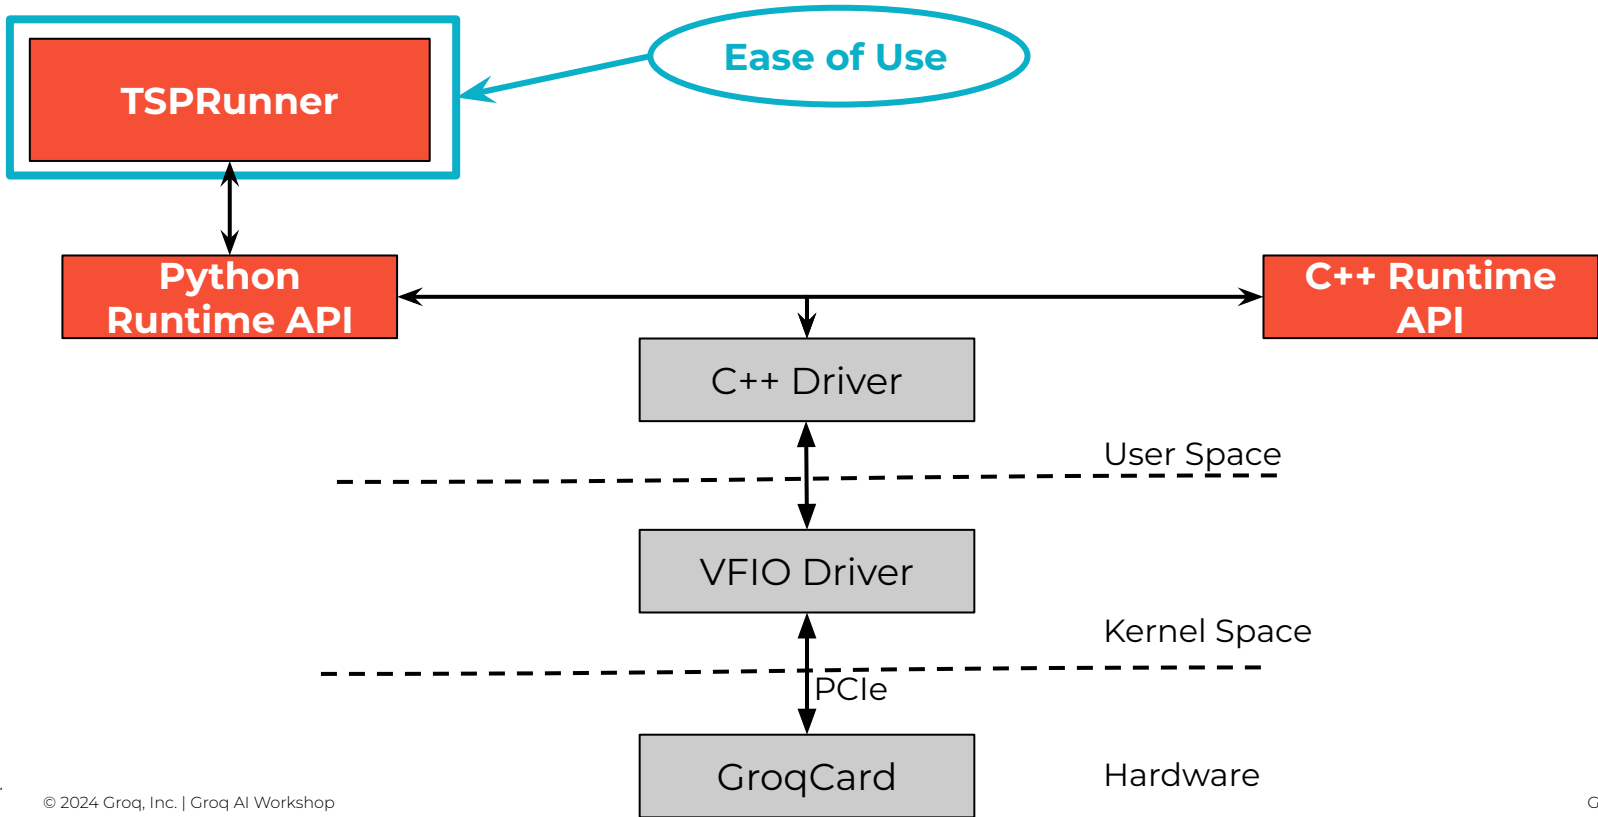 Ease of Use
TSPRunner
Python
Runtime API
C++ Runtime
API
C++ Driver
User Space
VFIO Driver
Kernel Space
PCIe
GroqCard
Hardware
© 2024 Groq, Inc. | Groq AI Workshop
G